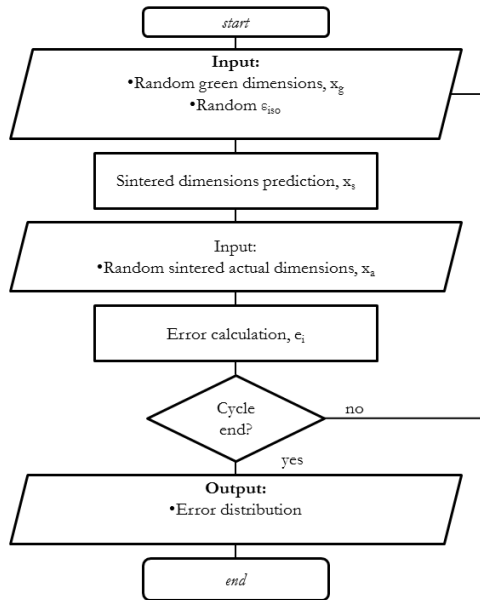 start
Input:
•Random green dimensions, xg
•Random εiso
Sintered dimensions prediction, xs
Input:
•Random sintered actual dimensions, xa
Error calculation, ei
Cycle
end?
no
yes
Output:
•Error distribution
end